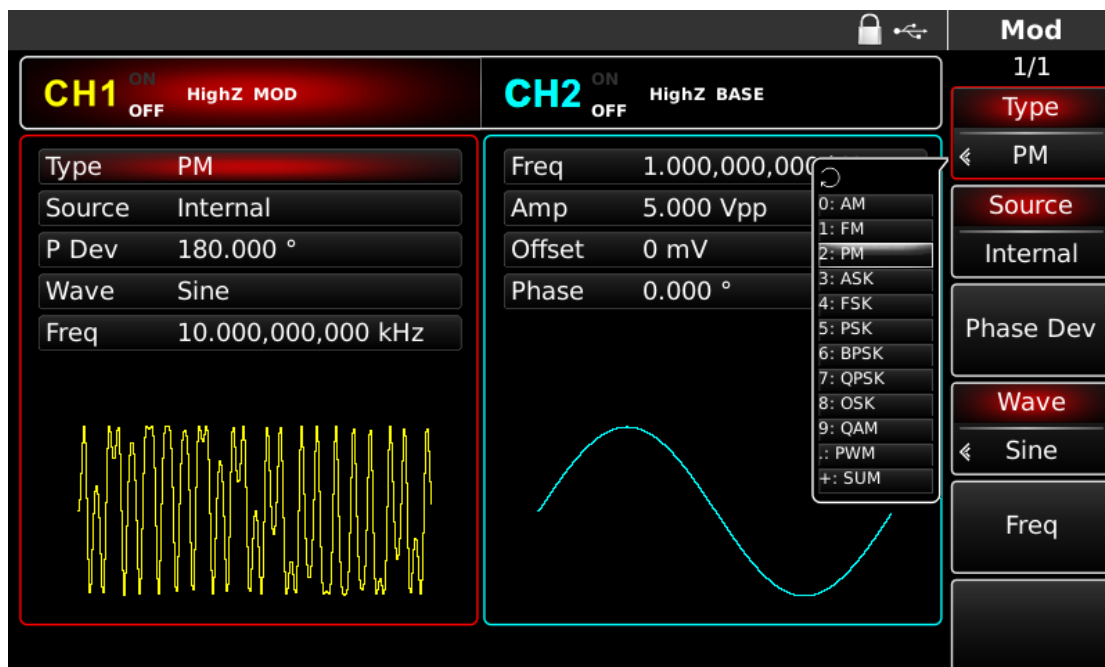 Mod
1/1
CH1 ON OFF HighZ MOD
CH2 ON OFF HighZ BASE
Type PM
Source Internal
P Dev 180.000 °
Wave Sine
Freq 10.000,000,000 kHz
Freq 1.000,000,000
Amp 5.000 Vpp
Offset 0 mV
Phase 0.000 °
0: AM
1: FM
2: PM
3: ASK
4: FSK
5: PSK
6: BPSK
7: QPSK
8: OSK
9: QAM
.: PWM
+: SUM
Type
PM
Source
Internal
Phase Dev
Wave
Sine
Freq